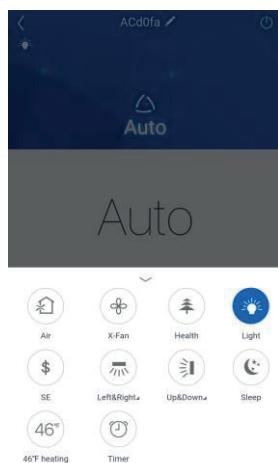 ACd0fa
Auto
Auto
Air X-Fan Health Light
$
SE Left&Right Up&Down Sleep
46°F
46°F heating Timer